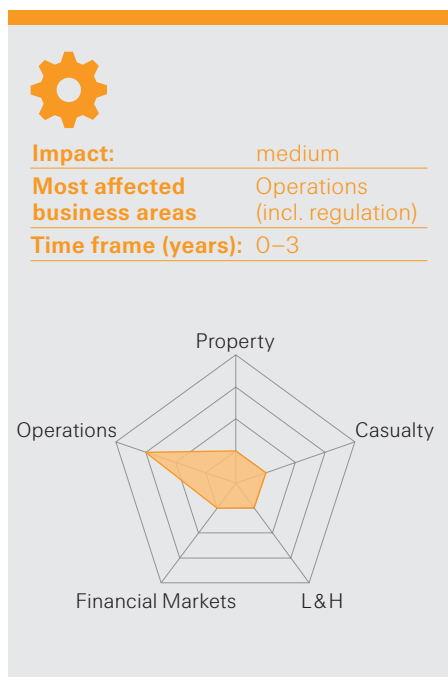 Impact: medium
Most affected Operations
business areas (incl. regulation)
Time frame (years): 0–3
Property
Operations
Casualty
Financial Markets
L&H